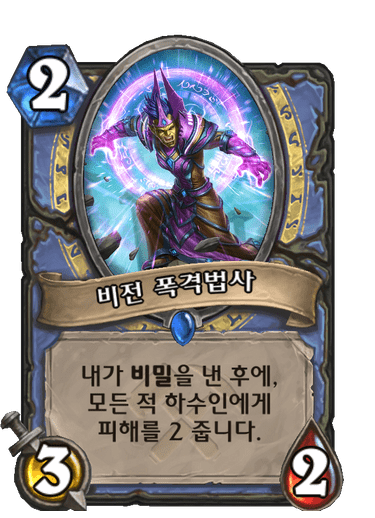 2
비전 폭격법사
내가 비밀을 낸 후에,
모든 적 하수인에게
피해를 2 줍니다.
3
2